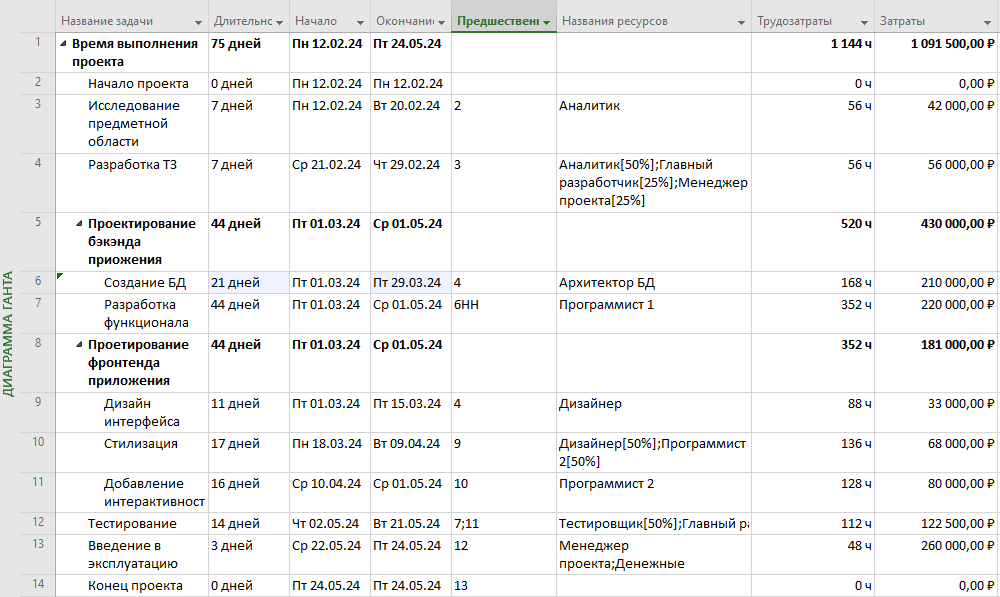 Название задачи Длительнс Начало Окончани Предшествени Названия ресурсов Трудозатраты Затраты
1 Время выполнения 75 дней Пн 12.02.24 Пт 24.05.24 1 144 ч 1 091 500,00 ₽
проекта
2 Начало проекта 0 дней Пн 12.02.24 Пн 12.02.24 0 ч 0,00 ₽
3 Исследование 7 дней Пн 12.02.24 Вт 20.02.24 2 Аналитик 56 ч 42 000,00 ₽
предметной
области
4 Разработка ТЗ 7 дней Ср 21.02.24 Чт 29.02.24 3 Аналитик[50%];Главный 56 ч 56 000,00 ₽
разработчик[25%];Менеджер
проекта[25%]
5 Проектирование 44 дней Пт 01.03.24 Ср 01.05.24 520 ч 430 000,00 ₽
бэкэнда
приожения
6 Создание БД 21 дней Пт 01.03.24 Пт 29.03.24 4 Архитектор БД 168 ч 210 000,00 ₽
7 Разработка 44 дней Пт 01.03.24 Ср 01.05.24 6НН Программист 1 352 ч 220 000,00 ₽
функционала
8 Проетирование 44 дней Пт 01.03.24 Ср 01.05.24 352 ч 181 000,00 ₽
фронтенда
приложения
9 Дизайн 11 дней Пт 01.03.24 Пт 15.03.24 4 Дизайнер 88 ч 33 000,00 ₽
интерфейса
10 Стилизация 17 дней Пн 18.03.24 Вт 09.04.24 9 Дизайнер[50%];Программист 136 ч 68 000,00 ₽
2[50%]
11 Добавление 16 дней Ср 10.04.24 Ср 01.05.24 10 Программист 2 128 ч 80 000,00 ₽
интерактивност
12 Тестирование 14 дней Чт 02.05.24 Вт 21.05.24 7;11 Тестировщик[50%];Главный ра 112 ч 122 500,00 ₽
13 Введение в 3 дней Ср 22.05.24 Пт 24.05.24 12 Менеджер 48 ч 260 000,00 ₽
эксплуатацию проекта;Денежные
14 Конец проекта 0 дней Пт 24.05.24 Пт 24.05.24 13 0 ч 0,00 ₽
ДИАГРАММА ГАНТА